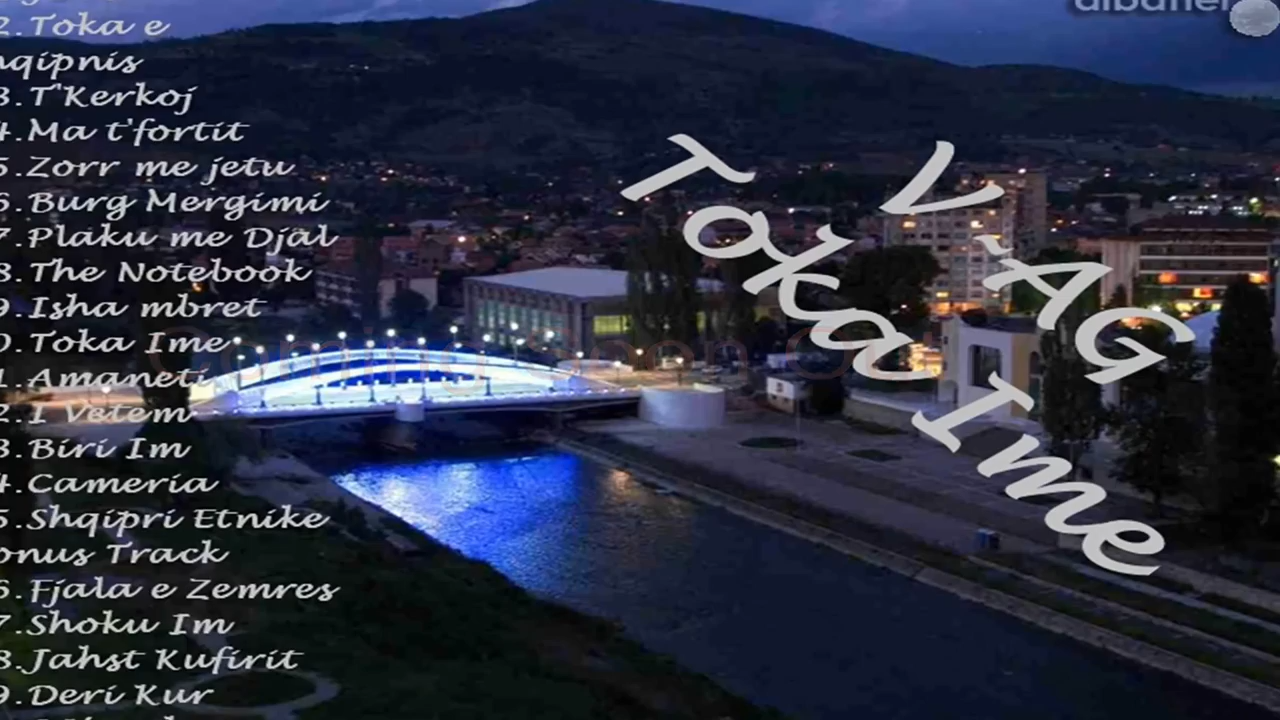 2.Toka e
hqipnis
3.T'Kerkoj
4.Ma t'fortit
5.Zorr me jetu
6.Burg Mergimi
7.Plaku me Djal
8.The Notebook
9.Isha mbret
0.Toka Ime
1.Amaneti
2.I Vetem
3.Biri Im
4.Cameria
5.Shqipri Etnike
onus Track
6.Fjala e Zemres
7.Shoku Im
8.Jahst Kufirit
9.Deri Kur
V-AG
Toka Ime
Coming Soon